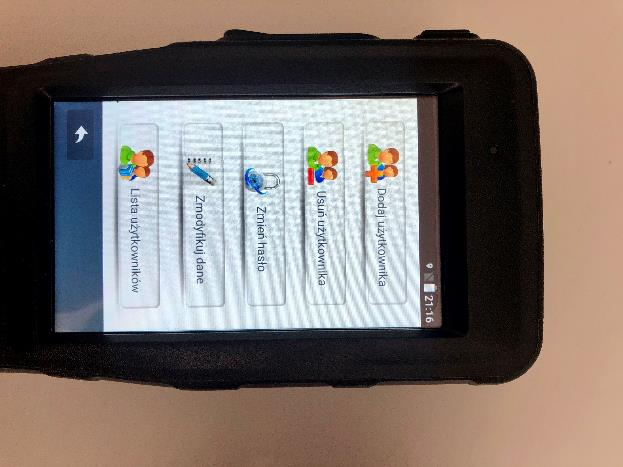 21:16
Dodaj użytkownika
Usuń użytkownika
Zmień hasło
Zmodyfikuj dane
Lista użytkowników